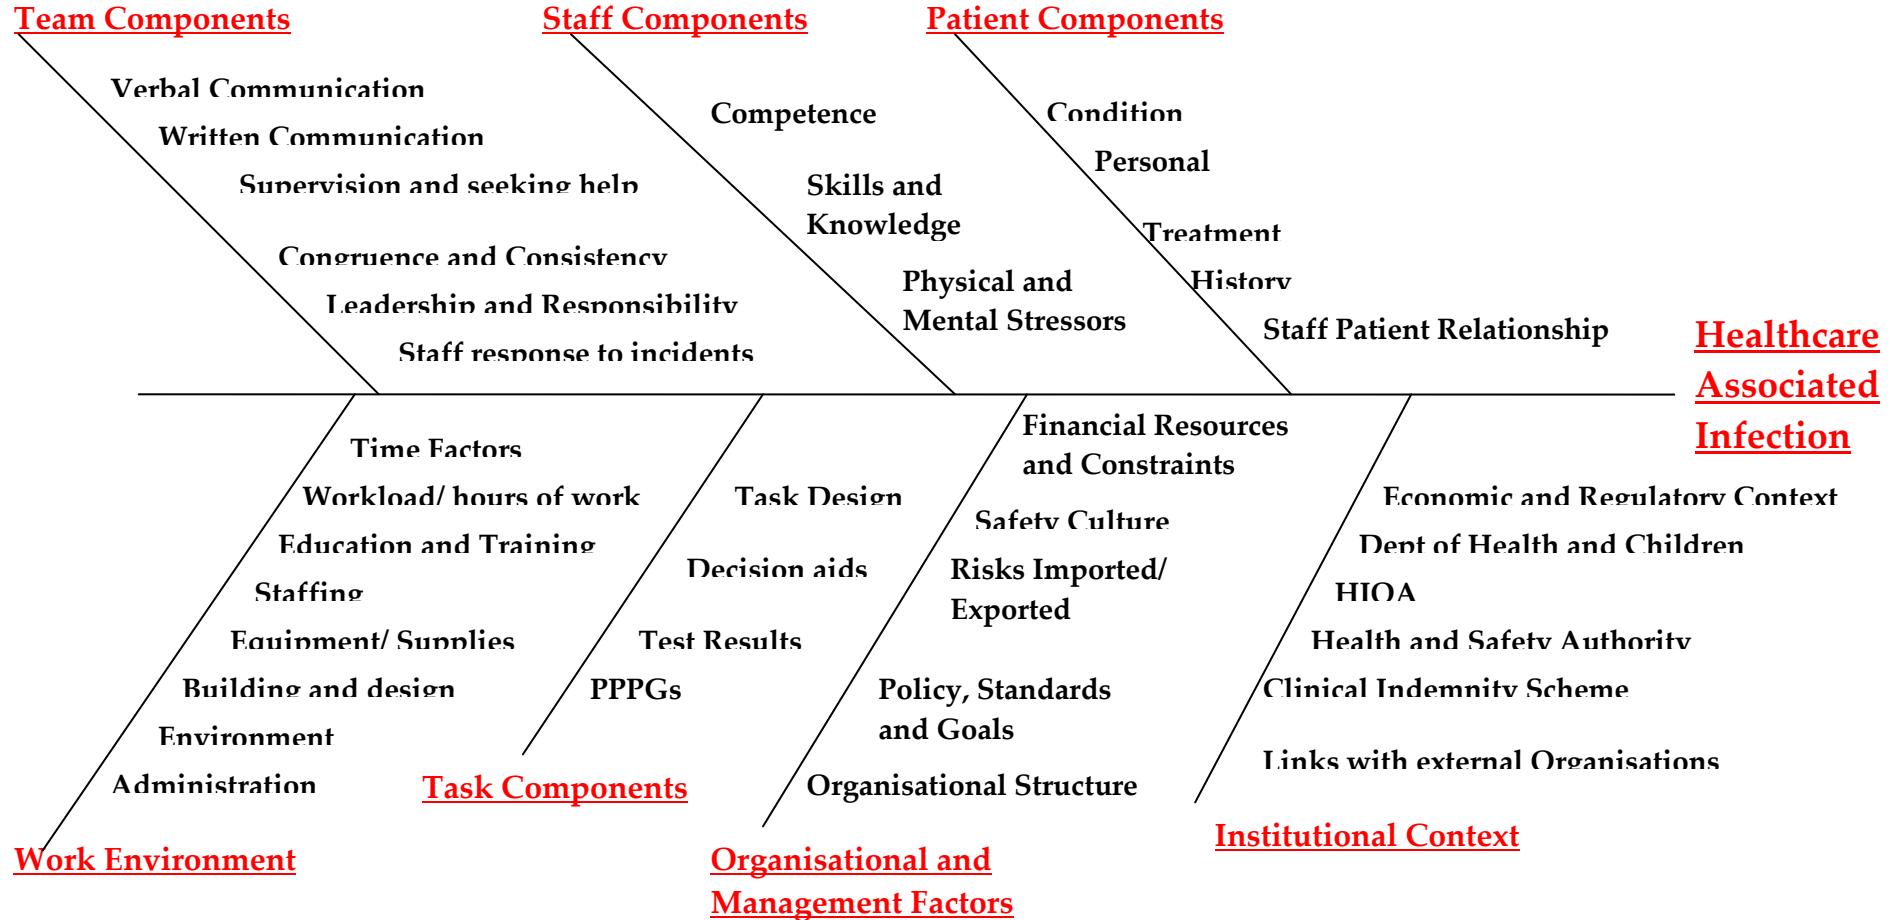 Team Components
Staff Components
Patient Components
Verbal Communication
Written Communication
Supervision and seeking help
Congruence and Consistency
Leadership and Responsibility
Staff response to incidents
Competence
Skills and
Knowledge
Physical and
Mental Stressors
Condition
Personal
Treatment
History
Staff Patient Relationship
Healthcare
Associated
Infection
Time Factors
Workload/ hours of work
Education and Training
Staffing
Equipment/ Supplies
Building and design
Environment
Administration
Work Environment
Task Design
Decision aids
Test Results
PPPGs
Task Components
Financial Resources
and Constraints
Safety Culture
Risks Imported/
Exported
Policy, Standards
and Goals
Organisational Structure
Organisational and
Management Factors
Economic and Regulatory Context
Dept of Health and Children
HIQA
Health and Safety Authority
Clinical Indemnity Scheme
Links with external Organisations
Institutional Context